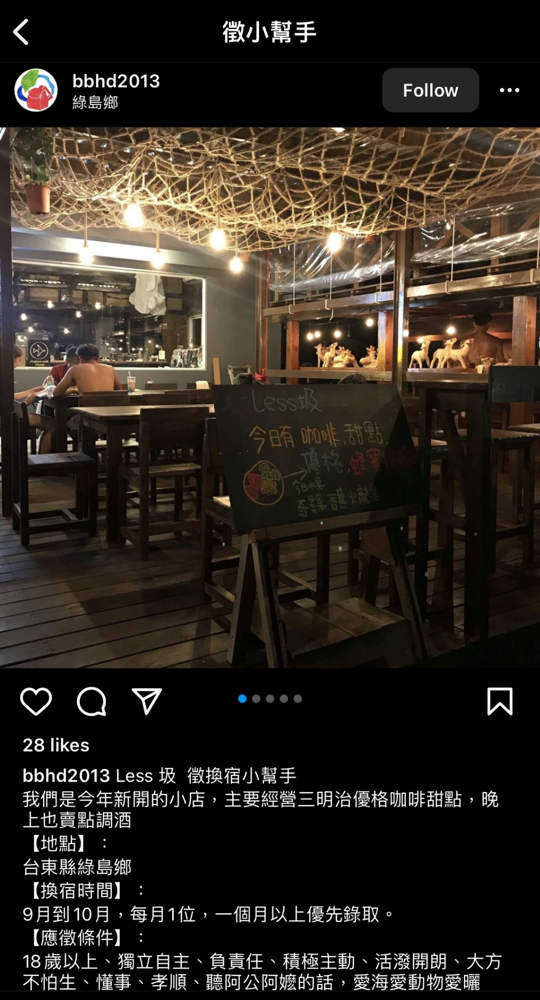 徵小幫手
bbhd2013
綠島鄉
Follow
Less圾
今日有 咖啡,甜點,
優格,蜂蜜
今日水果
奇異果 香蕉 火龍果
28 likes
bbhd2013 Less 圾 徵換宿小幫手
我們是今年新開的小店，主要經營三明治優格咖啡甜點，晚
上也賣點調酒
【地點】：
台東縣綠島鄉
【換宿時間】：
9月到10月，每月1位，一個月以上優先錄取。
【應徵條件】：
18歲以上、獨立自主、負責任、積極主動、活潑開朗、大方
不怕生、懂事、孝順、聽阿公阿嬤的話，愛海愛動物愛曬